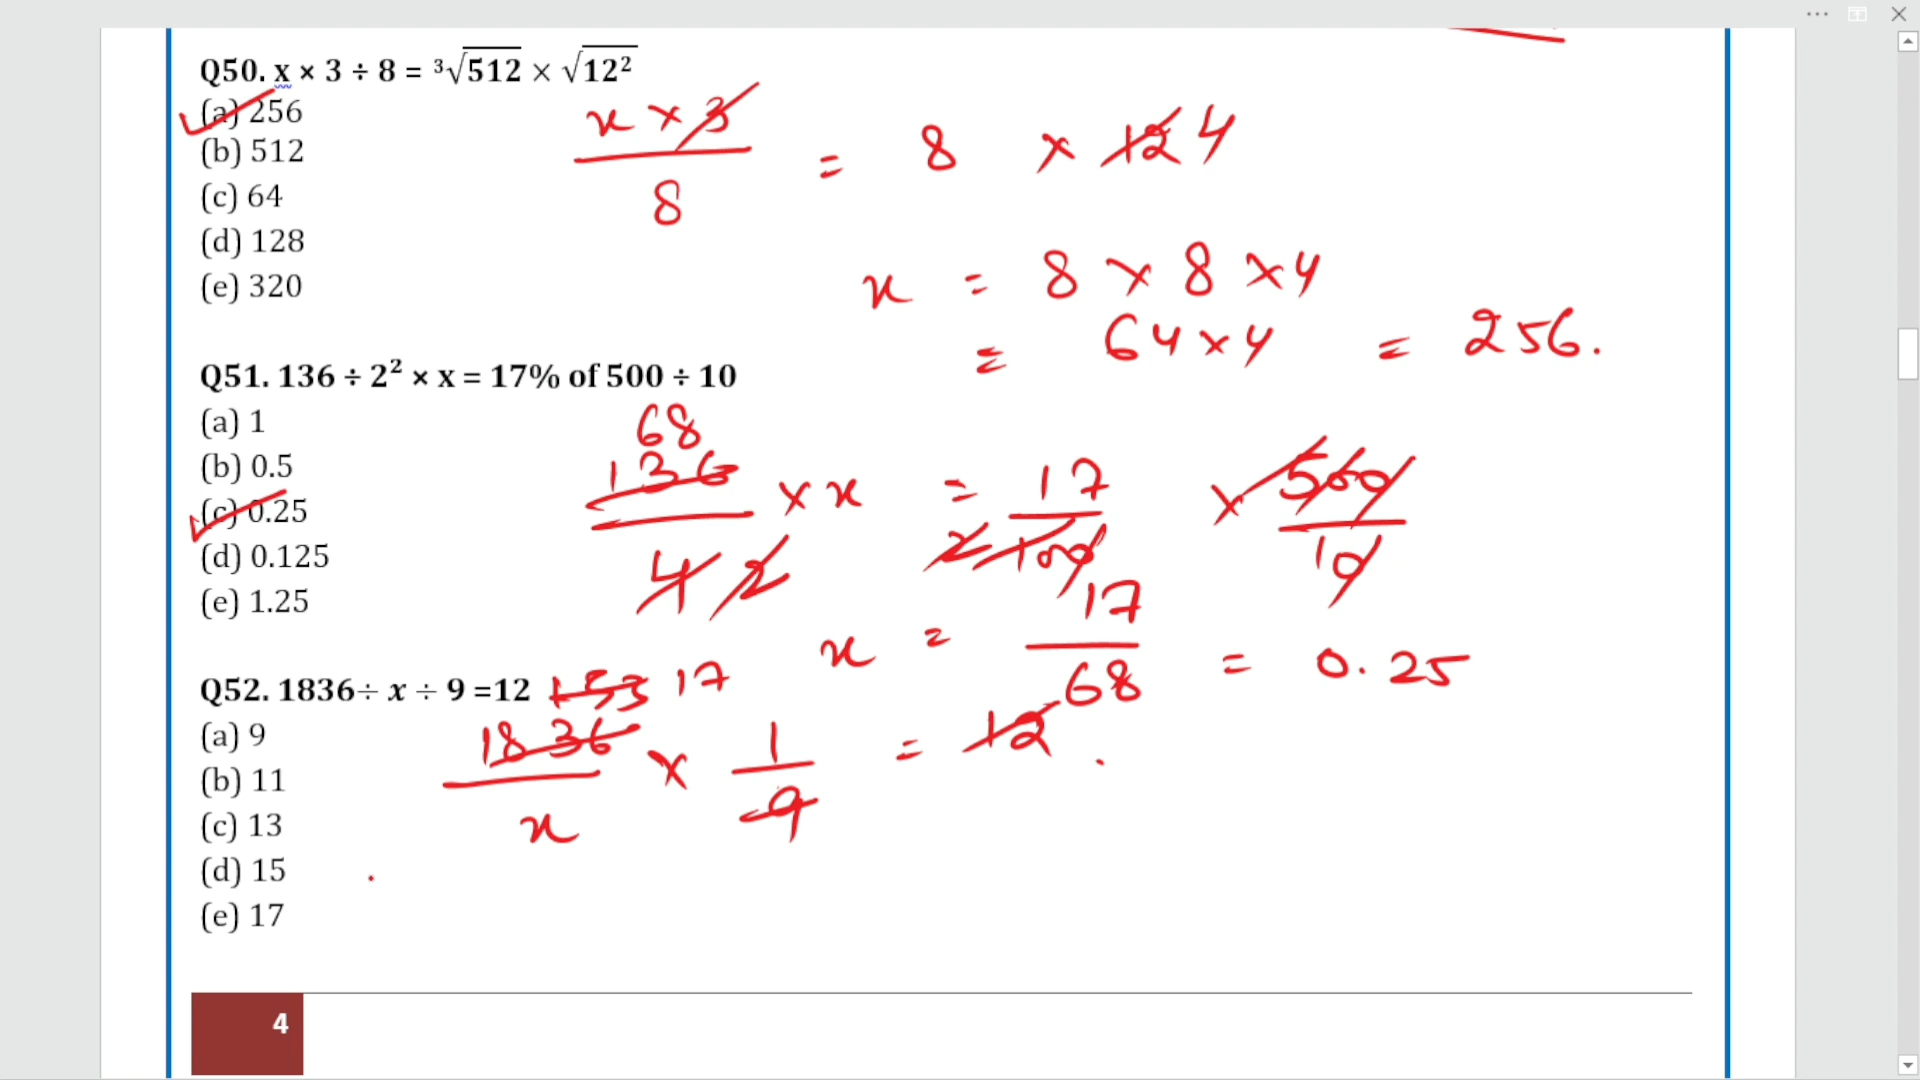 Q50. x × 3 ÷ 8 = ³√512 × √12²
(a) 256
(b) 512
(c) 64
(d) 128
(e) 320
x × 3 / 8 = 8 × 12 4
x = 8 × 8 × 4
= 64 × 4 = 256.
Q51. 136 ÷ 2² × x = 17% of 500 ÷ 10
(a) 1
(b) 0.5
(c) 0.25
(d) 0.125
(e) 1.25
68
136 / 4 2 × x = 17 / 2 100 × 500 / 10
x = 17 / 68 = 0.25
Q52. 1836÷ x ÷ 9 =12
(a) 9
(b) 11
(c) 13
(d) 15
(e) 17
153 17
1836 / x × 1 / 9 = 12
4